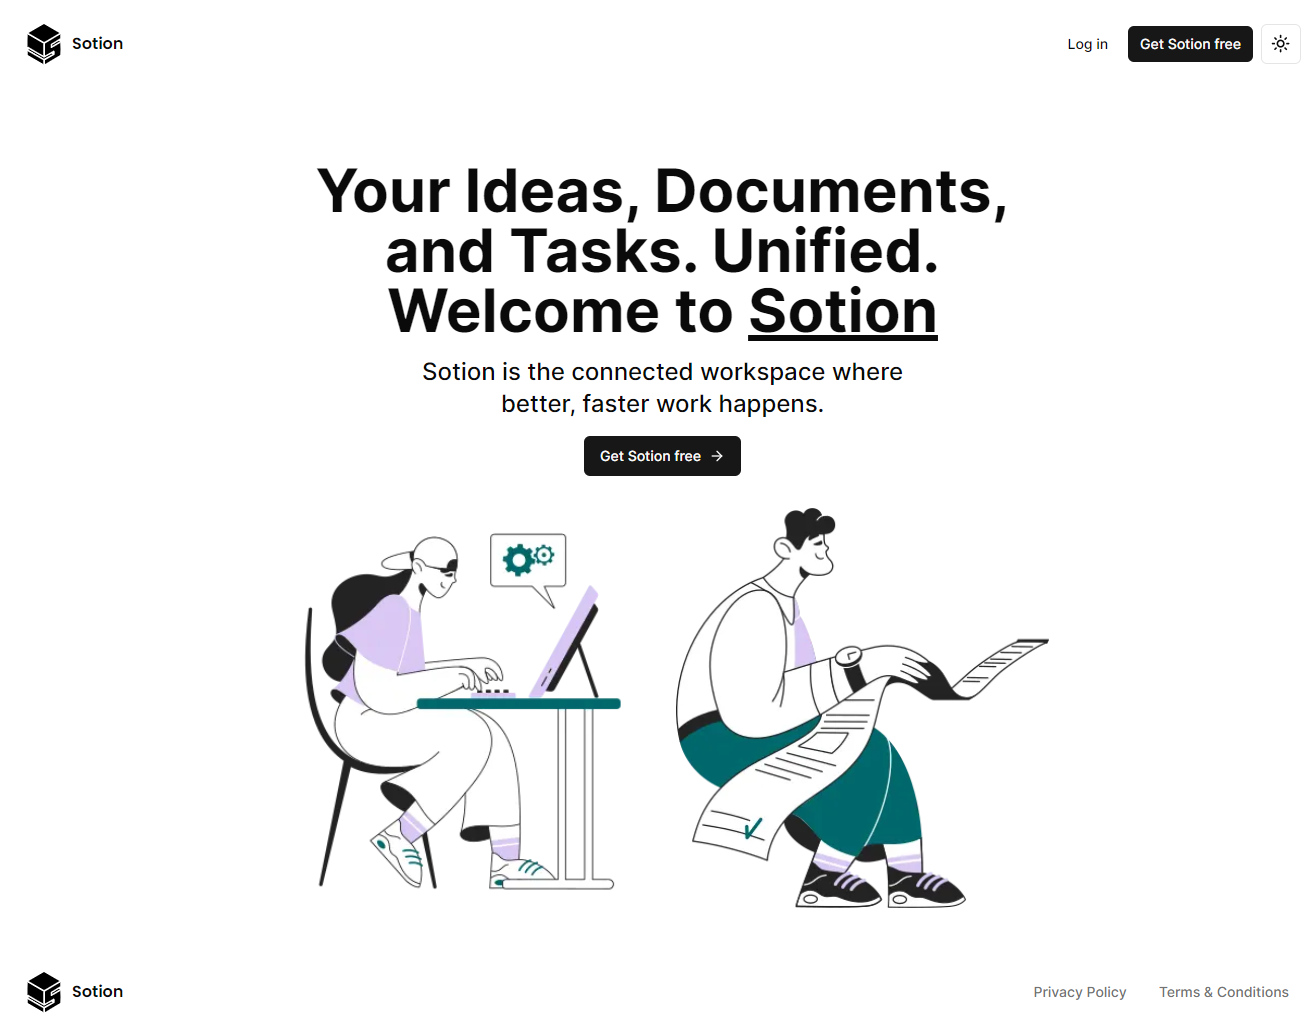 Sotion
Log in
Get Sotion free
Your Ideas, Documents,
and Tasks. Unified.
Welcome to Sotion
Sotion is the connected workspace where
better, faster work happens.
Get Sotion free
Sotion
Privacy Policy
Terms & Conditions